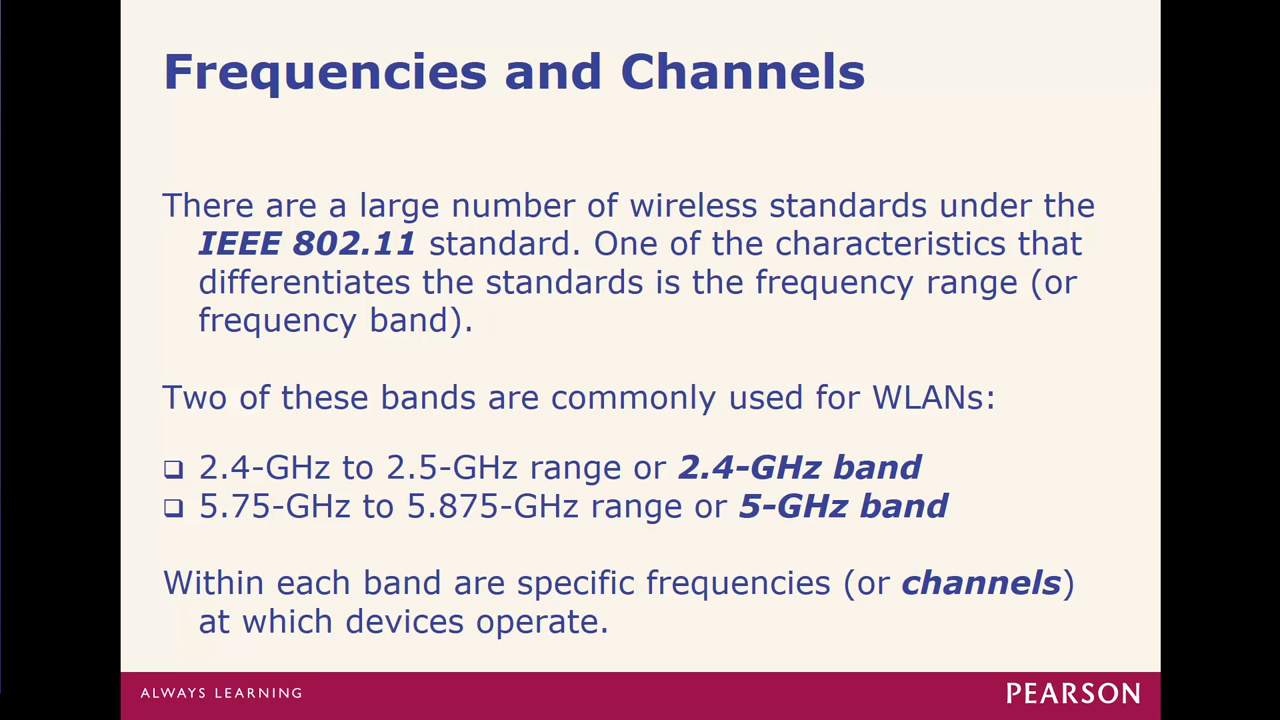 Frequencies and Channels
There are a large number of wireless standards under the
IEEE 802.11 standard. One of the characteristics that
differentiates the standards is the frequency range (or
frequency band).
Two of these bands are commonly used for WLANs:
❑ 2.4-GHz to 2.5-GHz range or 2.4-GHz band
❑ 5.75-GHz to 5.875-GHz range or 5-GHz band
Within each band are specific frequencies (or channels)
at which devices operate.
ALWAYS LEARNING
PEARSON